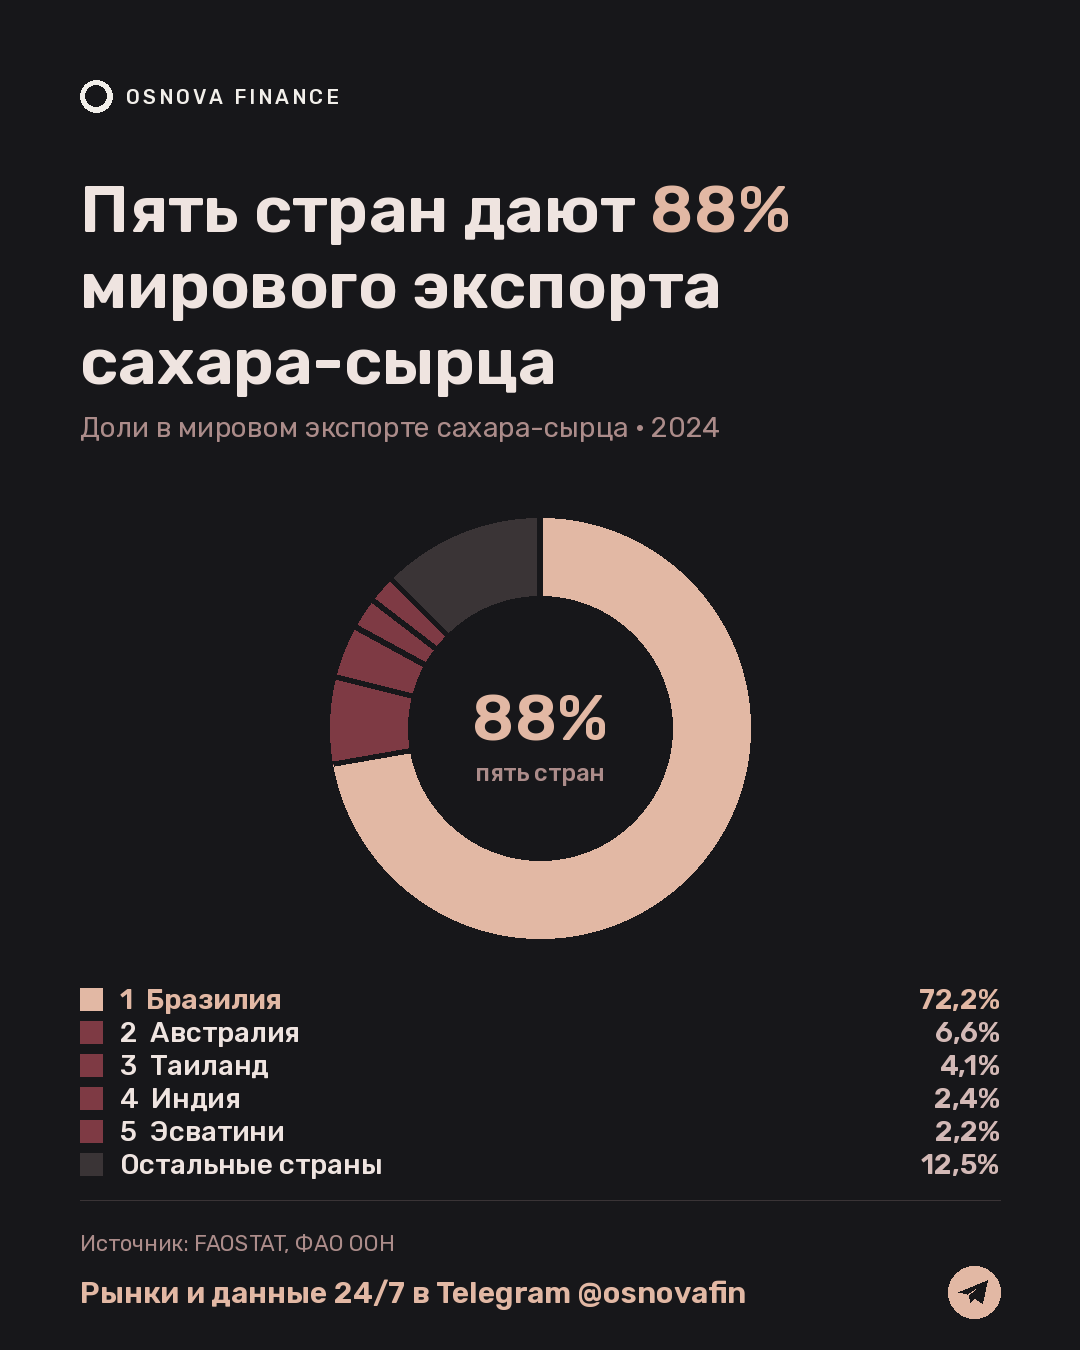 OSNOVA FINANCE
Пять стран дают 88%
мирового экспорта
сахара-сырца
Доли в мировом экспорте сахара-сырца • 2024
88%
пять стран
1 Бразилия 72,2%
2 Австралия 6,6%
3 Таиланд 4,1%
4 Индия 2,4%
5 Эсватини 2,2%
Остальные страны 12,5%
Источник: FAOSTAT, ФАО ООН
Рынки и данные 24/7 в Telegram @osnovafin